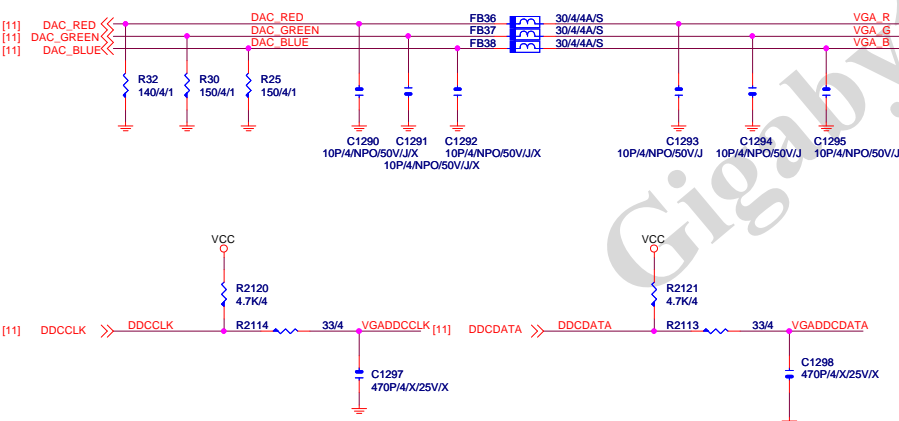 [11] DAC_RED DAC_RED FB36 30/4/4A/S VGA_R
[11] DAC_GREEN DAC_GREEN FB37 30/4/4A/S VGA_G
[11] DAC_BLUE DAC_BLUE FB38 30/4/4A/S VGA_B
R32 R30 R25
140/4/1 150/4/1 150/4/1
C1290 C1291 C1292 C1293 C1294 C1295
10P/4/NPO/50V/J/X 10P/4/NPO/50V/J/X 10P/4/NPO/50V/J 10P/4/NPO/50V/J 10P/4/NPO/50V/J
10P/4/NPO/50V/J/X
Gigaby
VCC VCC
R2120 R2121
4.7K/4 4.7K/4
[11] DDCCLK DDCCLK R2114 33/4 VGADDCCLK [11] DDCDATA DDCDATA R2113 33/4 VGADDCDATA
C1297 C1298
470P/4/X/25V/X 470P/4/X/25V/X